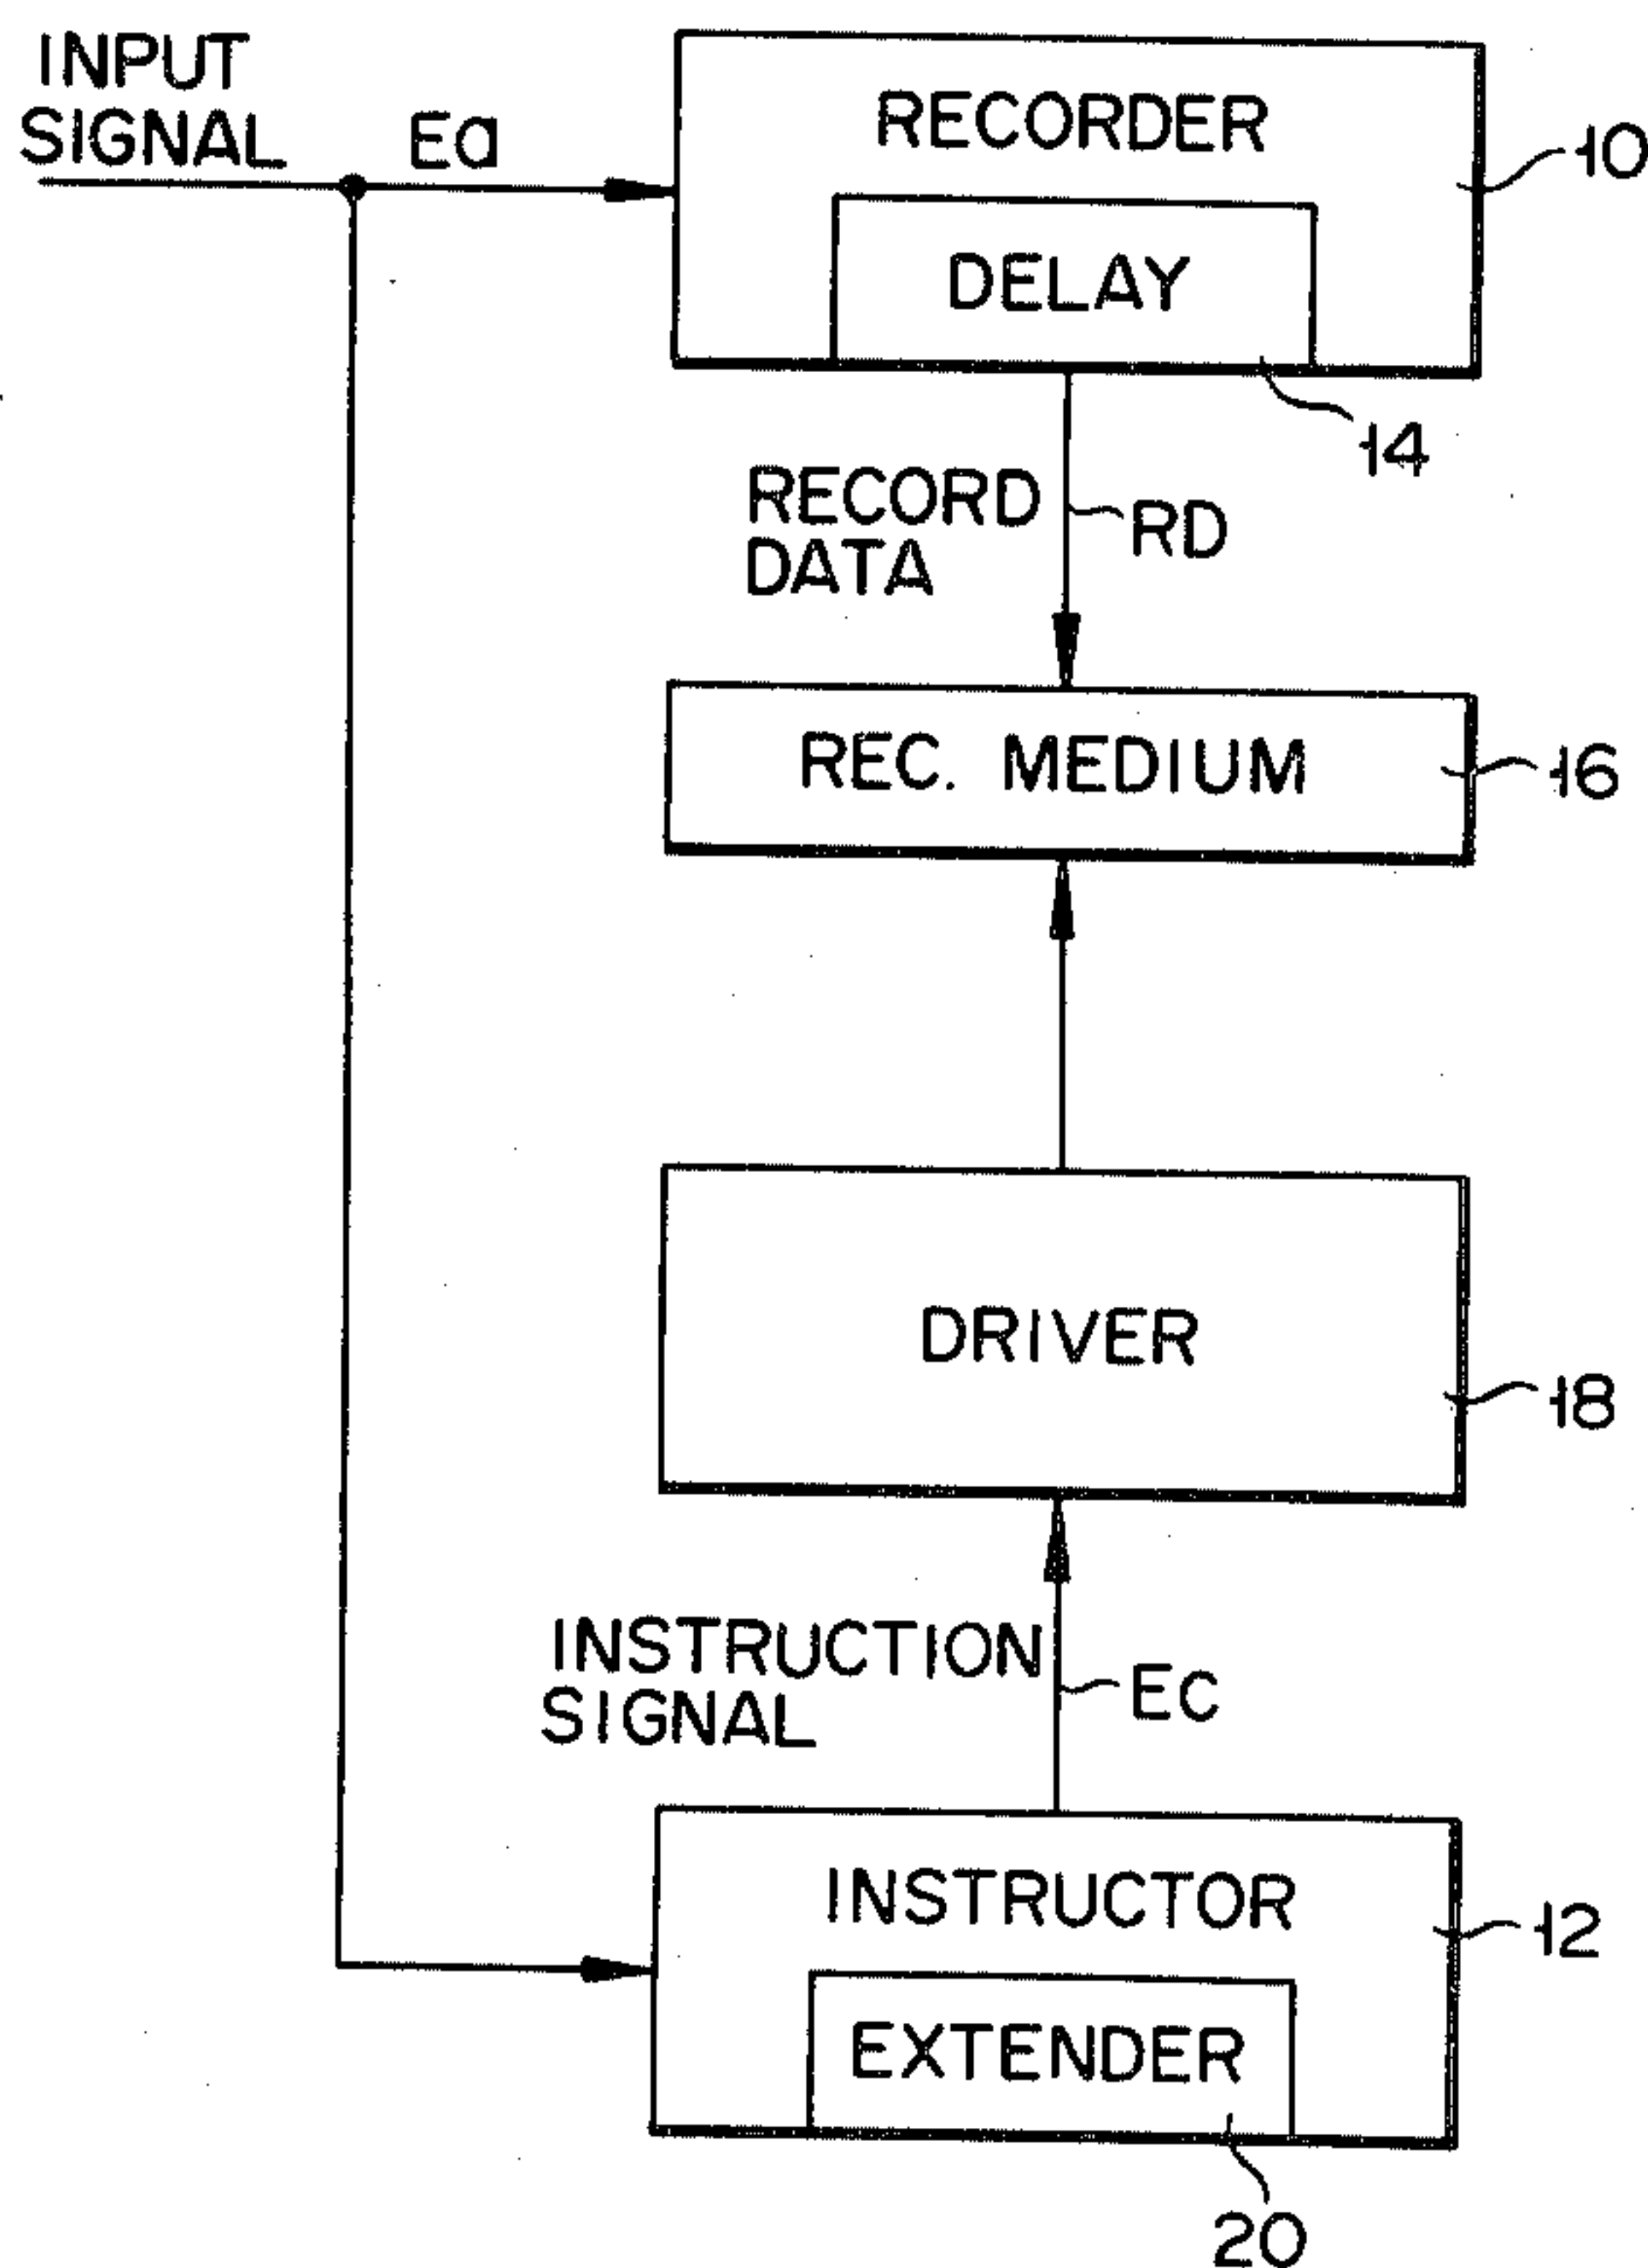 INPUT
SIGNAL
Ea
RECORDER
10
DELAY
14
RECORD
DATA
RD
REC. MEDIUM
16
DRIVER
18
INSTRUCTION
SIGNAL
EC
INSTRUCTOR
12
EXTENDER
20